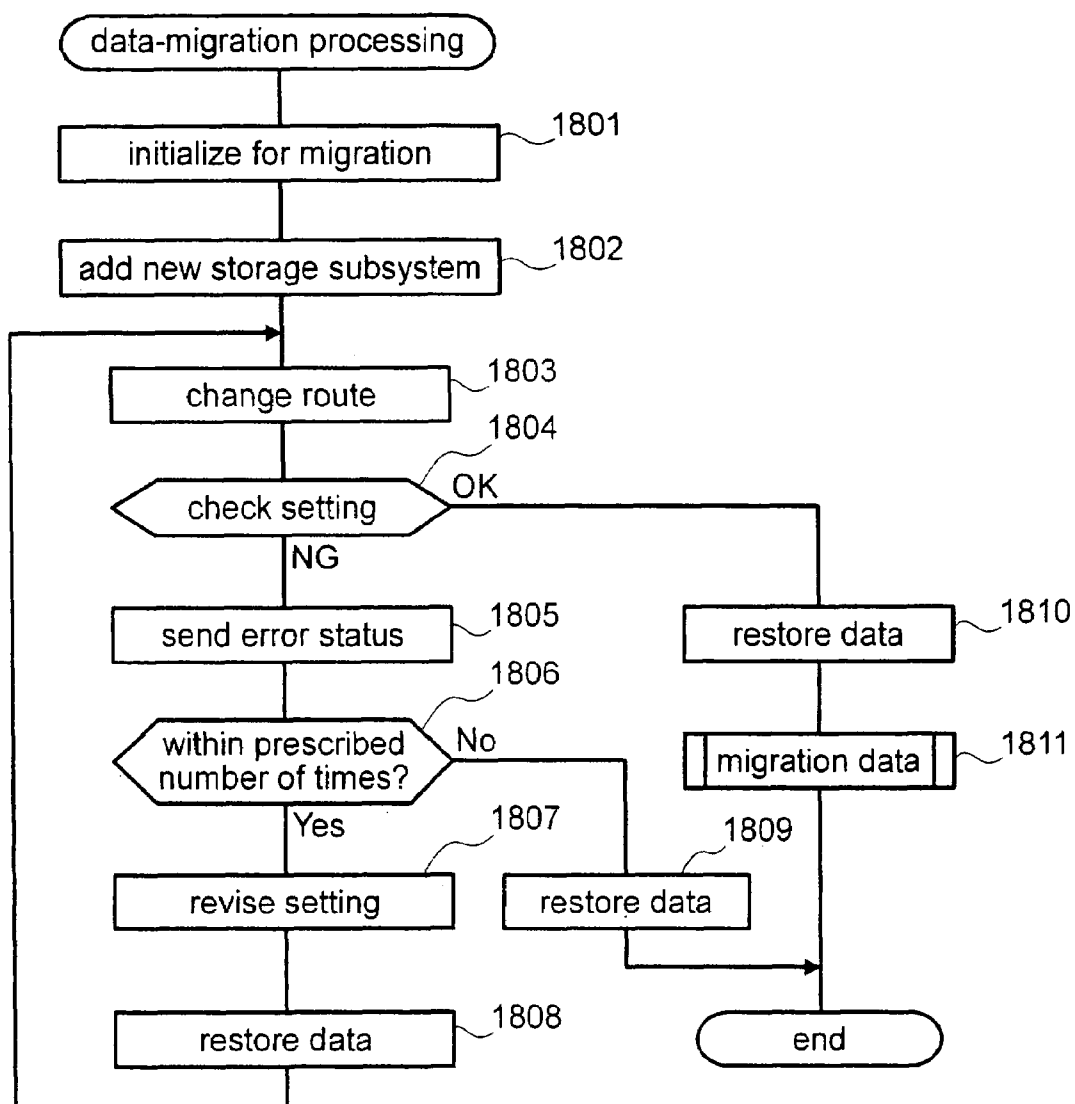 data-migration processing
1801
initialize for migration
1802
add new storage subsystem
1803
change route
1804
check setting
OK
NG
1805
send error status
1810
restore data
1806
within prescribed
number of times?
No
Yes
1811
migration data
1807
revise setting
1809
restore data
1808
restore data
end